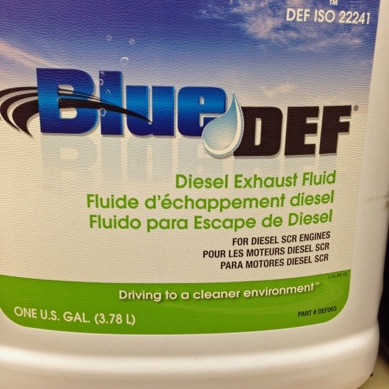 ™
DEF ISO 22241
BlueDEF®
Diesel Exhaust Fluid
Fluide d'échappement diesel
Fluido para Escape de Diesel
FOR DIESEL SCR ENGINES
POUR LES MOTEURS DIESEL SCR
PARA MOTORES DIESEL SCR
Driving to a cleaner environment™
ONE U.S. GAL. (3.78 L)
PART # DEF003